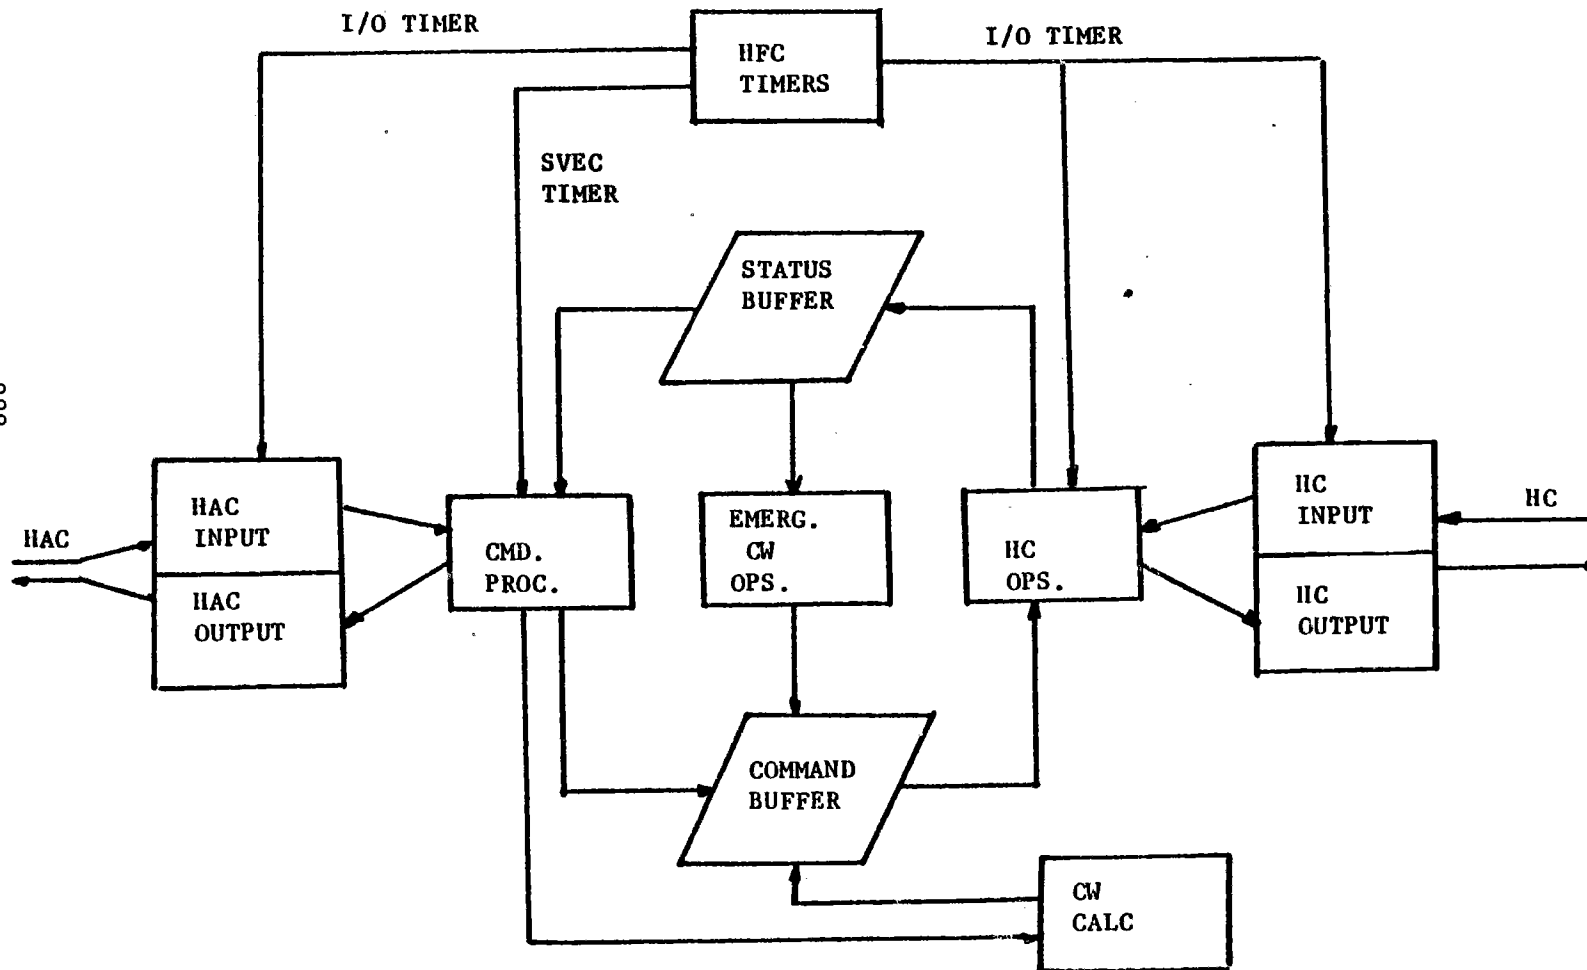 I/O TIMER
HFC
TIMERS
I/O TIMER
SVEC
TIMER
STATUS
BUFFER
HAC
HAC
INPUT
HAC
OUTPUT
CMD.
PROC.
EMERG.
CW
OPS.
HC
OPS.
HC
INPUT
HC
OUTPUT
HC
COMMAND
BUFFER
CW
CALC